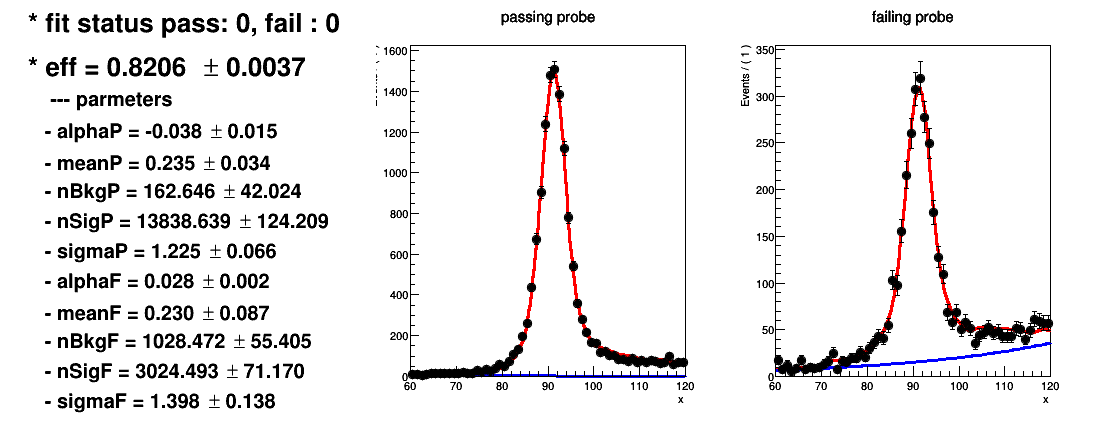 * fit status pass: 0, fail : 0
* eff = 0.8206 ± 0.0037
--- parmeters
- alphaP = -0.038 ± 0.015
- meanP = 0.235 ± 0.034
- nBkgP = 162.646 ± 42.024
- nSigP = 13838.639 ± 124.209
- sigmaP = 1.225 ± 0.066
- alphaF = 0.028 ± 0.002
- meanF = 0.230 ± 0.087
- nBkgF = 1028.472 ± 55.405
- nSigF = 3024.493 ± 71.170
- sigmaF = 1.398 ± 0.138
passing probe
1600
1400
1200
1000
800
600
400
200
0
60 70 80 90 100 110 120
x
failing probe
Events / ( 1 )
350
300
250
200
150
100
50
0
60 70 80 90 100 110 120
x